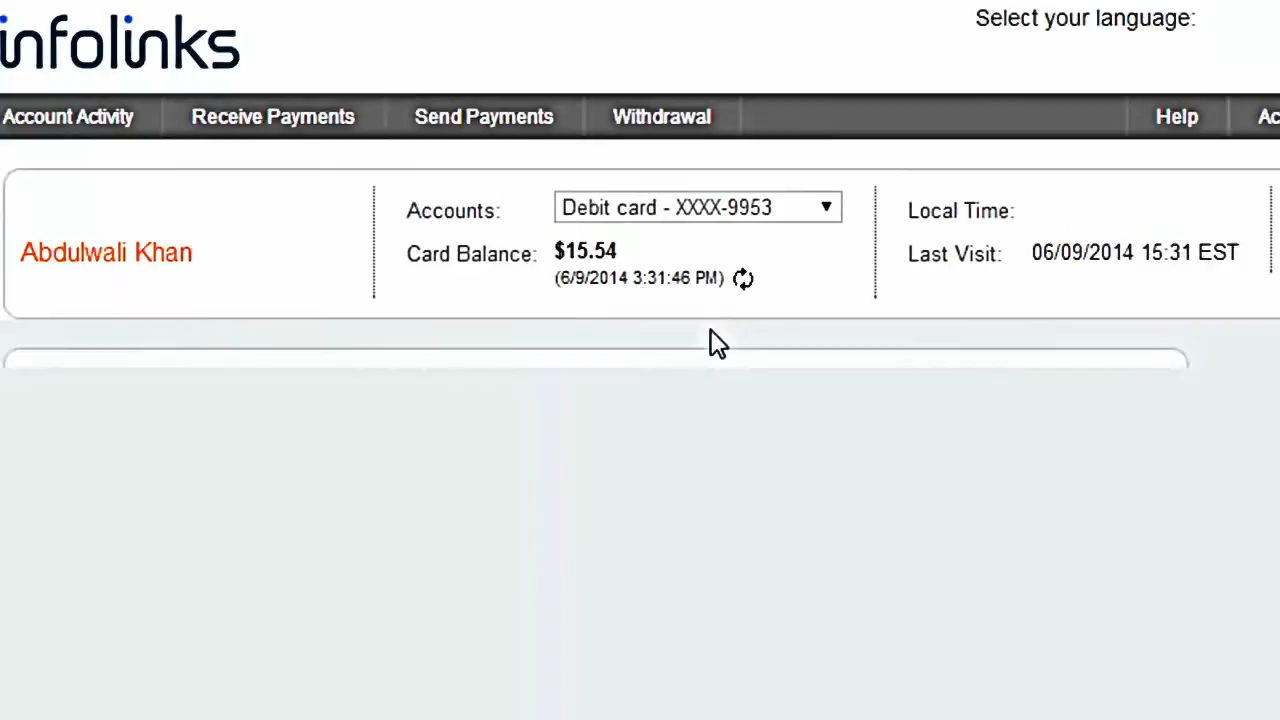 Select your language:
infolinks
Account Activity Receive Payments Send Payments Withdrawal Help Ac
Accounts: Debit card - XXXX-9953 Local Time:
Abdulwali Khan Card Balance: $15.54 Last Visit: 06/09/2014 15:31 EST
(6/9/2014 3:31:46 PM)